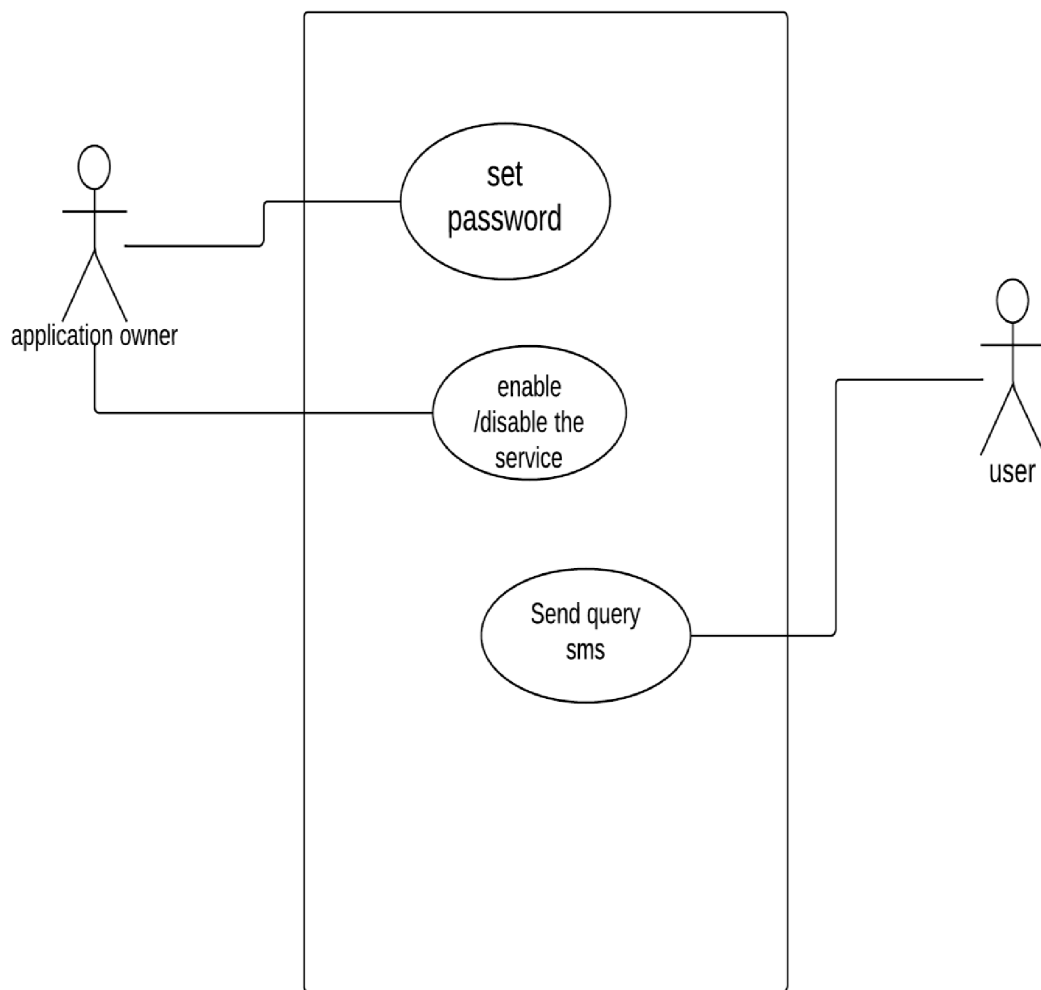 set
password
application owner
enable
/disable the
service
user
Send query
sms